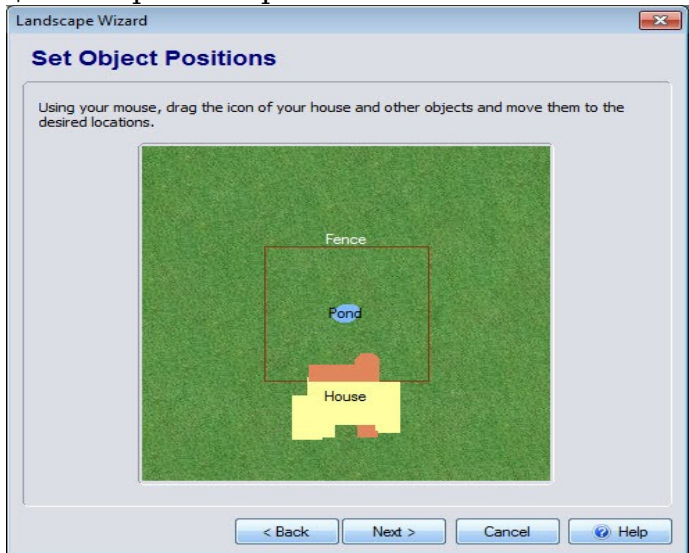 Landscape Wizard
Set Object Positions
Using your mouse, drag the icon of your house and other objects and move them to the
desired locations.
Fence
Pond
House
< Back
Next >
Cancel
Help